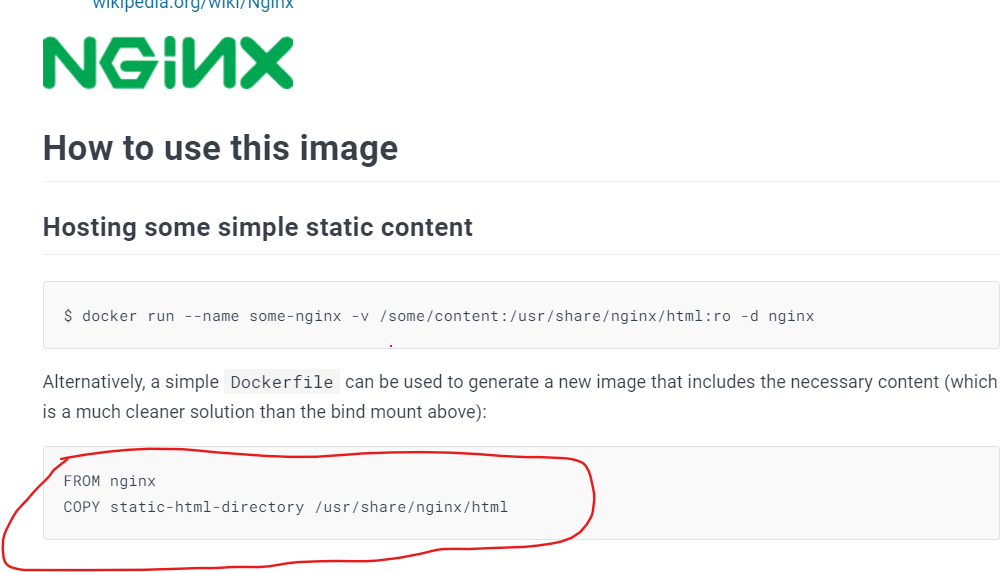 wikipedia.org/wiki/Nginx
NGINX
How to use this image
Hosting some simple static content
$ docker run --name some-nginx -v /some/content:/usr/share/nginx/html:ro -d nginx
Alternatively, a simple Dockerfile can be used to generate a new image that includes the necessary content (which
is a much cleaner solution than the bind mount above):
FROM nginx
COPY static-html-directory /usr/share/nginx/html